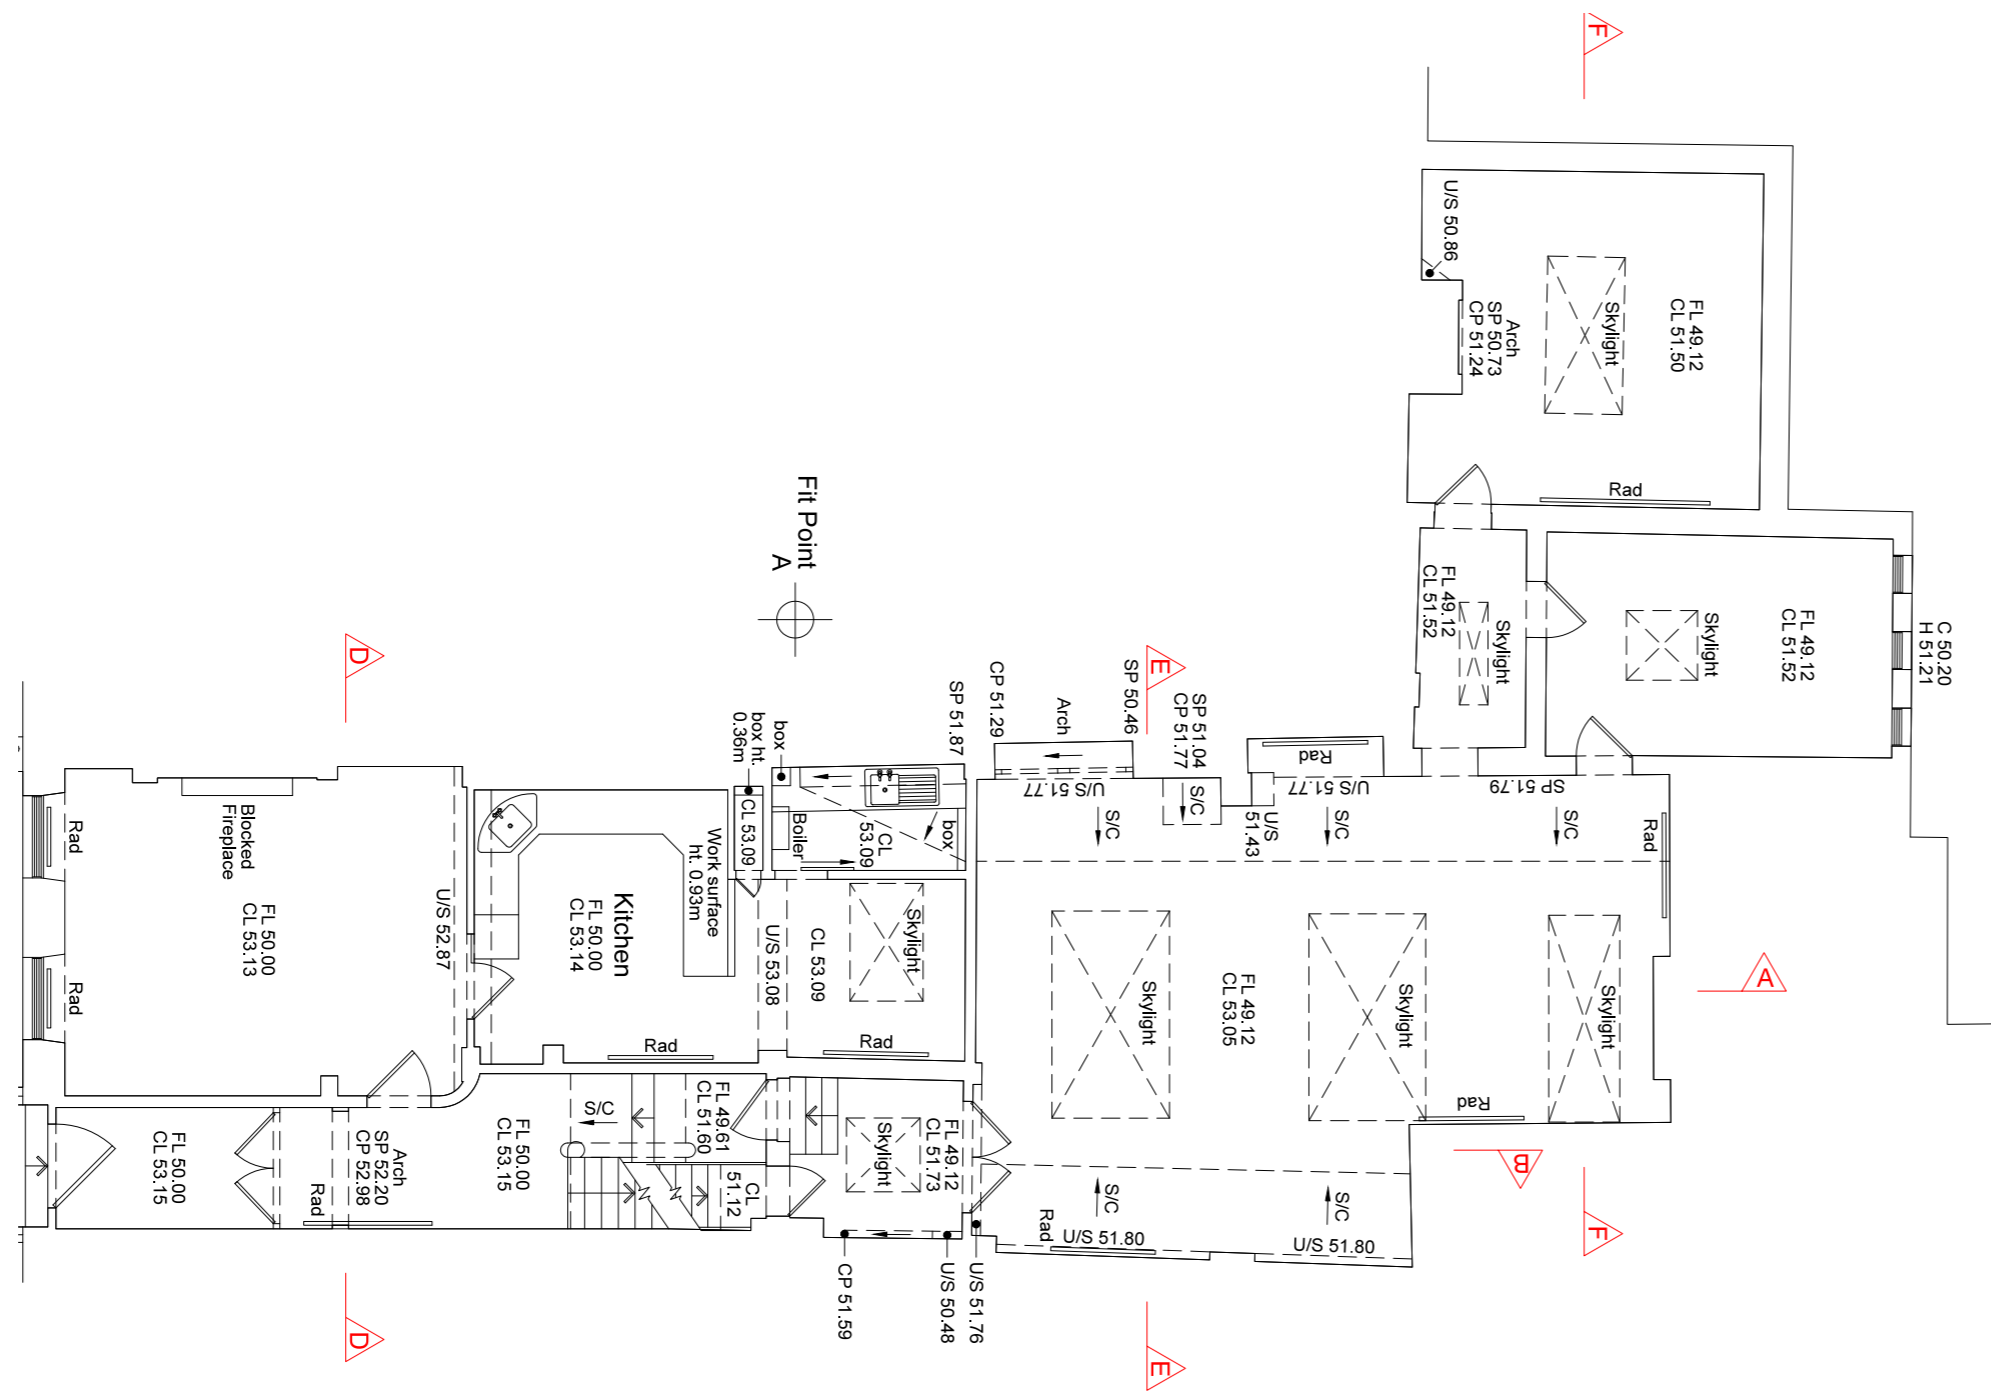 F
U/S 50.86
Arch
SP 50.73
CP 51.24
Skylight
FL 49.12
CL 51.50
Rad
Fit Point
A
FL 49.12
CL 51.52
Skylight
Skylight
FL 49.12
CL 51.52
C 50.20
H 51.21
D
E
SP 51.87
CP 51.29
Arch
SP 50.46
SP 51.04
CP 51.77
Rad
box ht.
0.36m
box
U/S 51.77
S/C
S/C
U/S
51.43
U/S 51.77
S/C
SP 51.79
S/C
Rad
Rad
Blocked
Fireplace
U/S 52.87
Work surface
ht. 0.93m
CL 53.09
Boiler
CL
53.09
box
Kitchen
FL 50.00
CL 53.14
U/S 53.08
CL 53.09
Skylight
FL 50.00
CL 53.13
Rad
Rad
Rad
Skylight
FL 49.12
CL 53.05
Skylight
Skylight
A
Rad
S/C
FL 49.61
CL 51.60
FL 50.00
CL 53.15
Rad
Arch
SP 52.20
CP 52.98
FL 50.00
CL 53.15
CL
51.12
Skylight
FL 49.12
CL 51.73
S/C
S/C
Rad
U/S 51.80
U/S 51.80
B
F
CP 51.59
U/S 50.48
U/S 51.76
D
E